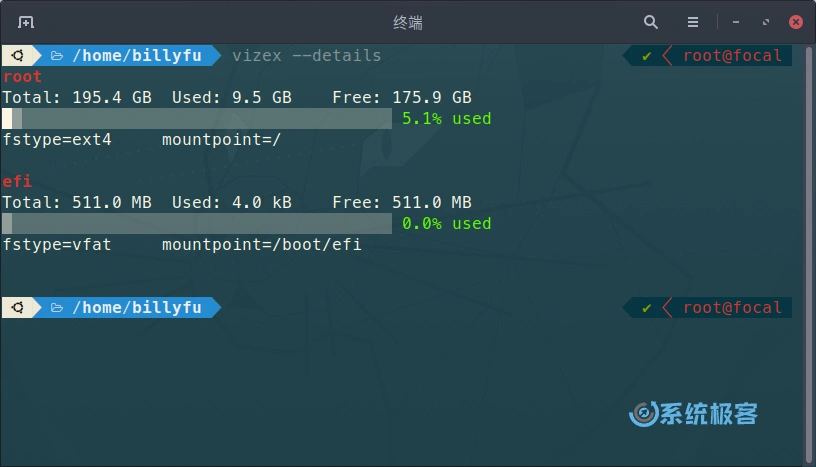 终端
/home/billyfu vizex --details ✔ root@focal
root
Total: 195.4 GB Used: 9.5 GB Free: 175.9 GB
5.1% used
fstype=ext4 mountpoint=/
efi
Total: 511.0 MB Used: 4.0 kB Free: 511.0 MB
0.0% used
fstype=vfat mountpoint=/boot/efi
/home/billyfu ✔ root@focal
系统极客